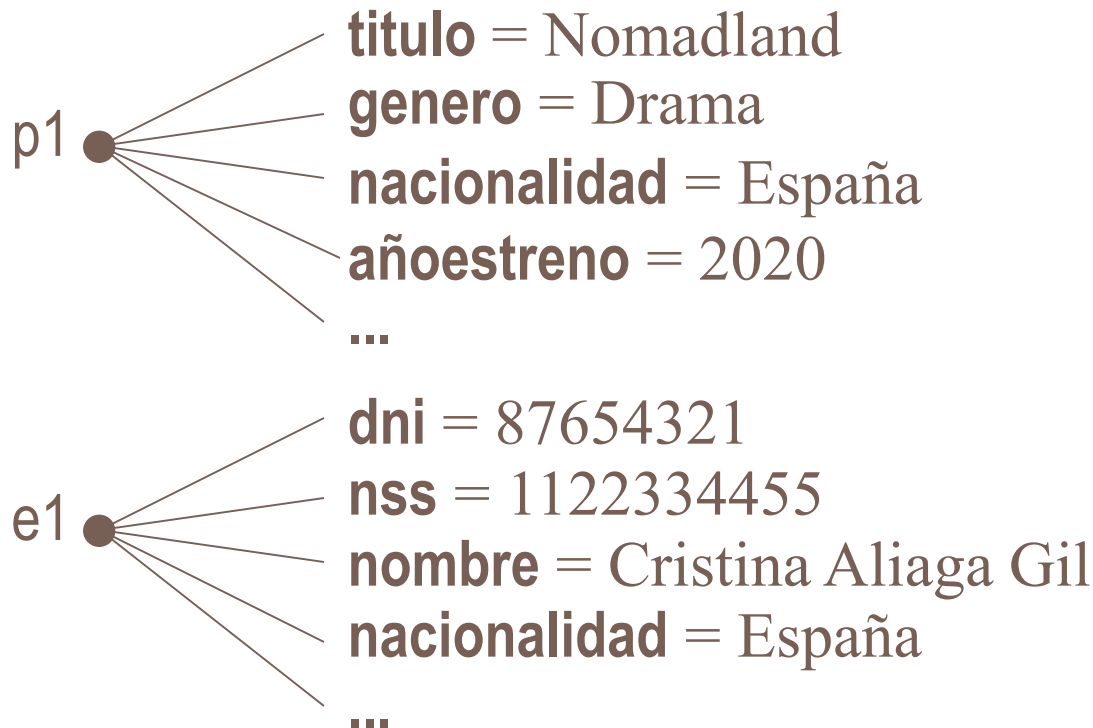 titulo = Nomadland
genero = Drama
p1
nacionalidad = España
añoestreno = 2020
...
dni = 87654321
nss = 1122334455
e1
nombre = Cristina Aliaga Gil
nacionalidad = España
...